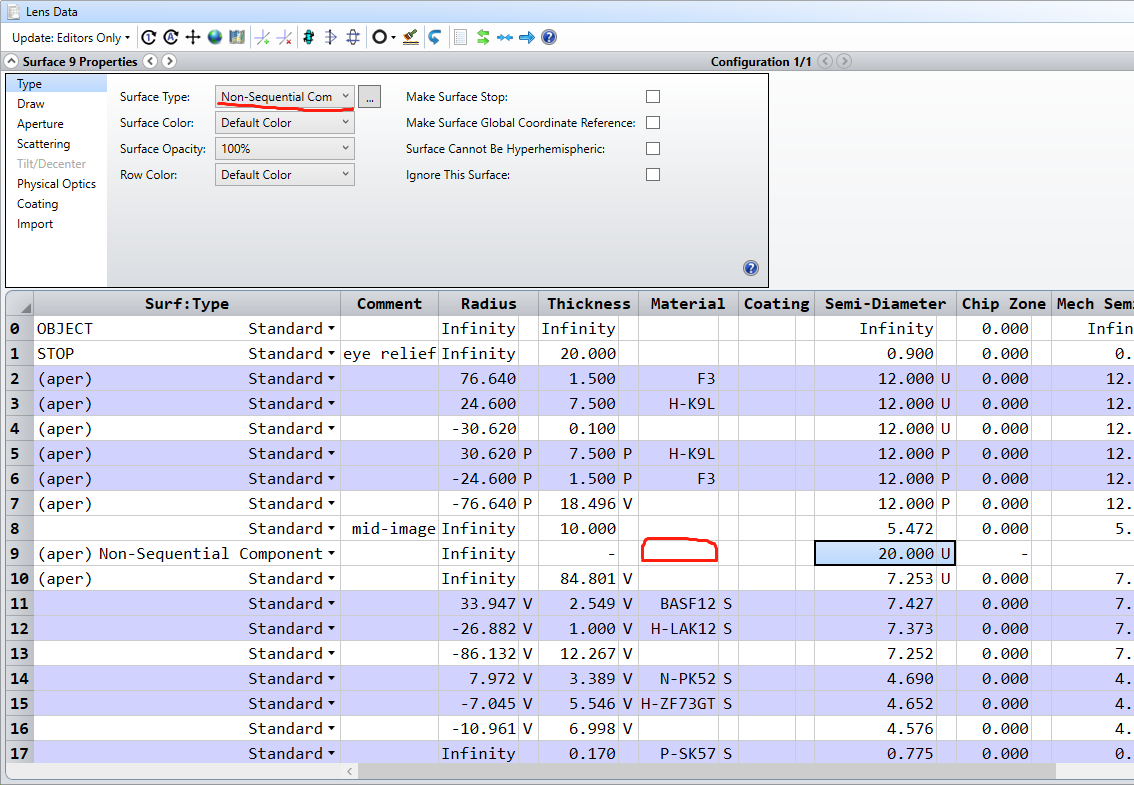 Lens Data
Update: Editors Only
Surface 9 Properties Configuration 1/1
Type
Draw
Aperture
Scattering
Tilt/Decenter
Physical Optics
Coating
Import
Surface Type: Non-Sequential Com ... Make Surface Stop:
Surface Color: Default Color Make Surface Global Coordinate Reference:
Surface Opacity: 100% Surface Cannot Be Hyperhemispheric:
Row Color: Default Color Ignore This Surface:
Surf:Type Comment Radius Thickness Material Coating Semi-Diameter Chip Zone Mech Semi
0 OBJECT Standard Infinity Infinity Infinity 0.000 Infin
1 STOP Standard eye relief Infinity 20.000 0.900 0.000 0.
2 (aper) Standard 76.640 1.500 F3 12.000 U 0.000 12.
3 (aper) Standard 24.600 7.500 H-K9L 12.000 U 0.000 12.
4 (aper) Standard -30.620 0.100 12.000 U 0.000 12.
5 (aper) Standard 30.620 P 7.500 P H-K9L 12.000 P 0.000 12.
6 (aper) Standard -24.600 P 1.500 P F3 12.000 P 0.000 12.
7 (aper) Standard -76.640 P 18.496 V 12.000 P 0.000 12.
8 Standard mid-image Infinity 10.000 5.472 0.000 5.
9 (aper) Non-Sequential Component Infinity - 20.000 U -
10 (aper) Standard Infinity 84.801 V 7.253 U 0.000 7.
11 Standard 33.947 V 2.549 V BASF12 S 7.427 0.000 7.
12 Standard -26.882 V 1.000 V H-LAK12 S 7.373 0.000 7.
13 Standard -86.132 V 12.267 V 7.252 0.000 7.
14 Standard 7.972 V 3.389 V N-PK52 S 4.690 0.000 4.
15 Standard -7.045 V 5.546 V H-ZF73GT S 4.652 0.000 4.
16 Standard -10.961 V 6.998 V 4.576 0.000 4.
17 Standard Infinity 0.170 P-SK57 S 0.775 0.000 0.